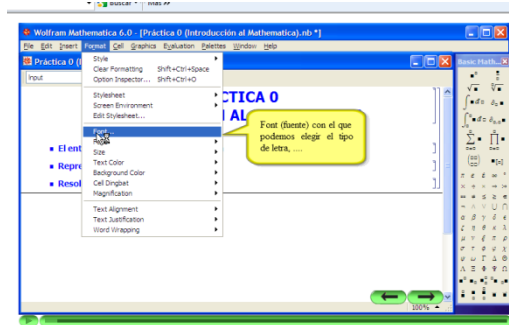 Buscar
más >>
Wolfram Mathematica 6.0 - [Práctica 0 (Introducción al Mathematica).nb *]
File Edit Insert Format Cell Graphics Evaluation Palettes Window Help
Práctica 0 (I
Input
Style
Clear Formatting Shift+Ctrl+Space
Option Inspector... Shift+Ctrl+O
Stylesheet
Screen Environment
Edit Stylesheet...
Font...
Size
Text Color
Background Color
Cell Dingbat
Magnification
Text Alignment
Text Justification
Word Wrapping
CTICA 0
N AL
El ent
Repre
Resol
Font (fuente) con el que
podemos elegir el tipo
de letra, ....
100%
Basic Math